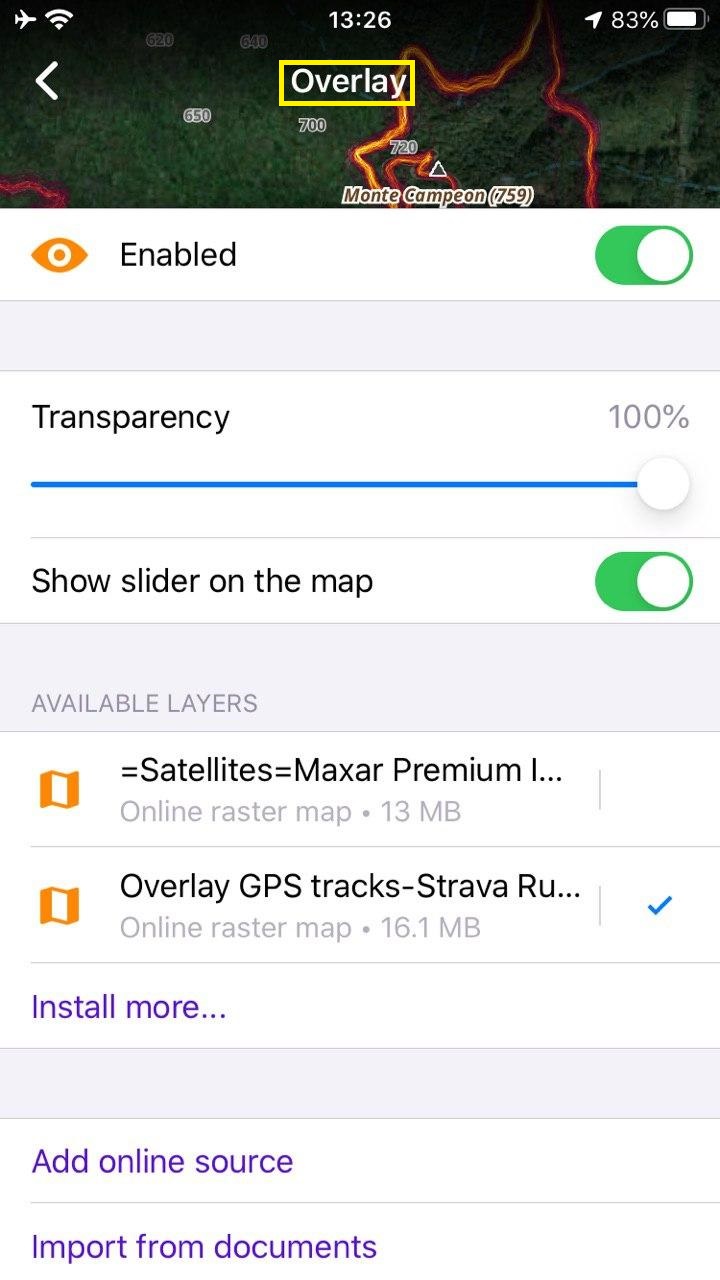 13:26
83%
620
640
Overlay
650
700
720
Monte Campeon (759)
Enabled
Transparency
100%
Show slider on the map
AVAILABLE LAYERS
=Satellites=Maxar Premium I...
Online raster map • 13 MB
Overlay GPS tracks-Strava Ru...
Online raster map • 16.1 MB
Install more...
Add online source
Import from documents